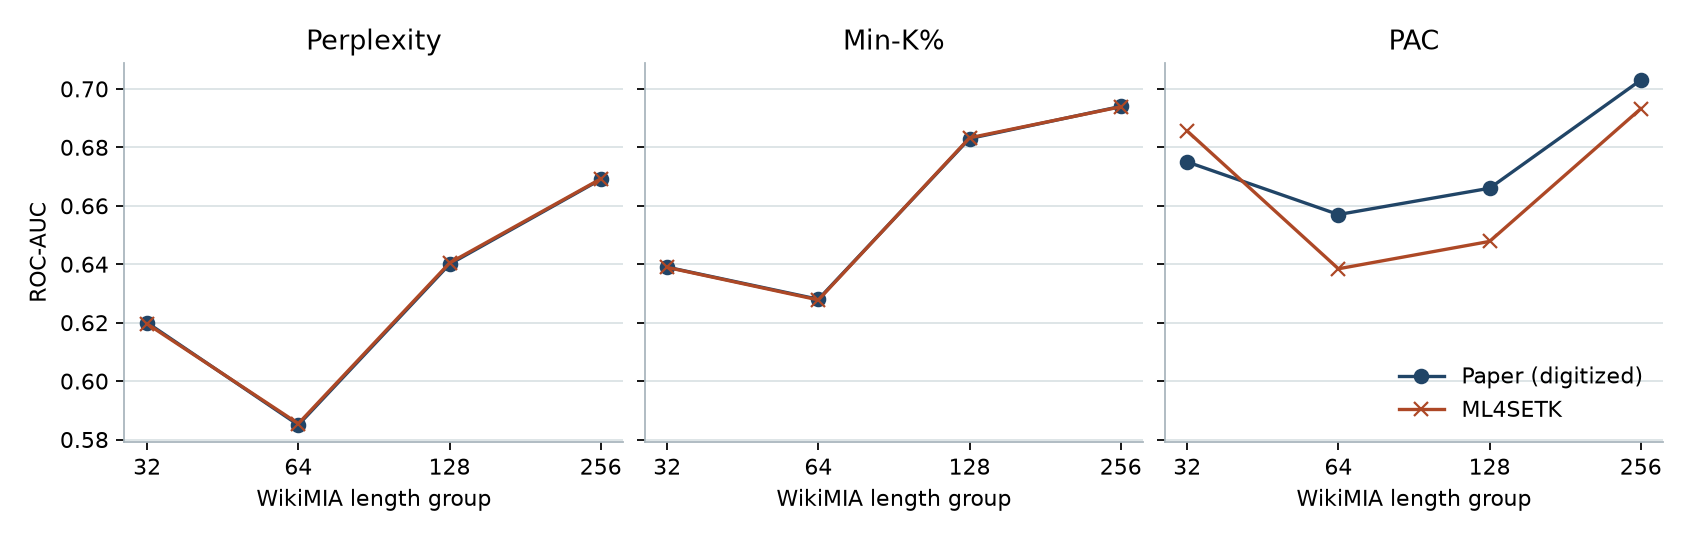 Perplexity
Min-K%
PAC
ROC-AUC
0.70
0.68
0.66
0.64
0.62
0.60
0.58
32 64 128 256
32 64 128 256
32 64 128 256
WikiMIA length group
WikiMIA length group
WikiMIA length group
Paper (digitized)
ML4SETK